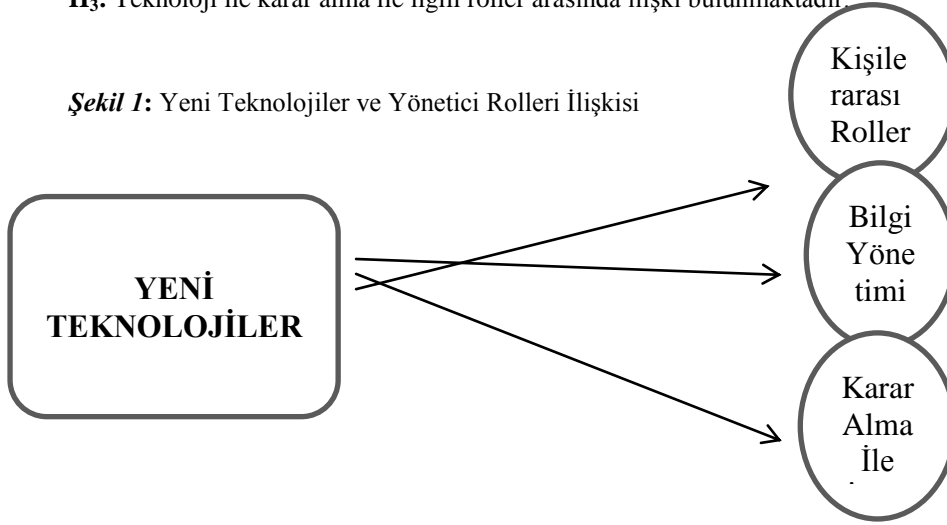 H₃: Teknoloji ile karar alma ile ilgili roller arasında ilişki bulunmaktadır.
Şekil 1: Yeni Teknolojiler ve Yönetici Rolleri İlişkisi
YENİ
TEKNOLOJİLER
Kişile
rarası
Roller
Bilgi
Yöne
timi
Karar
Alma
İle